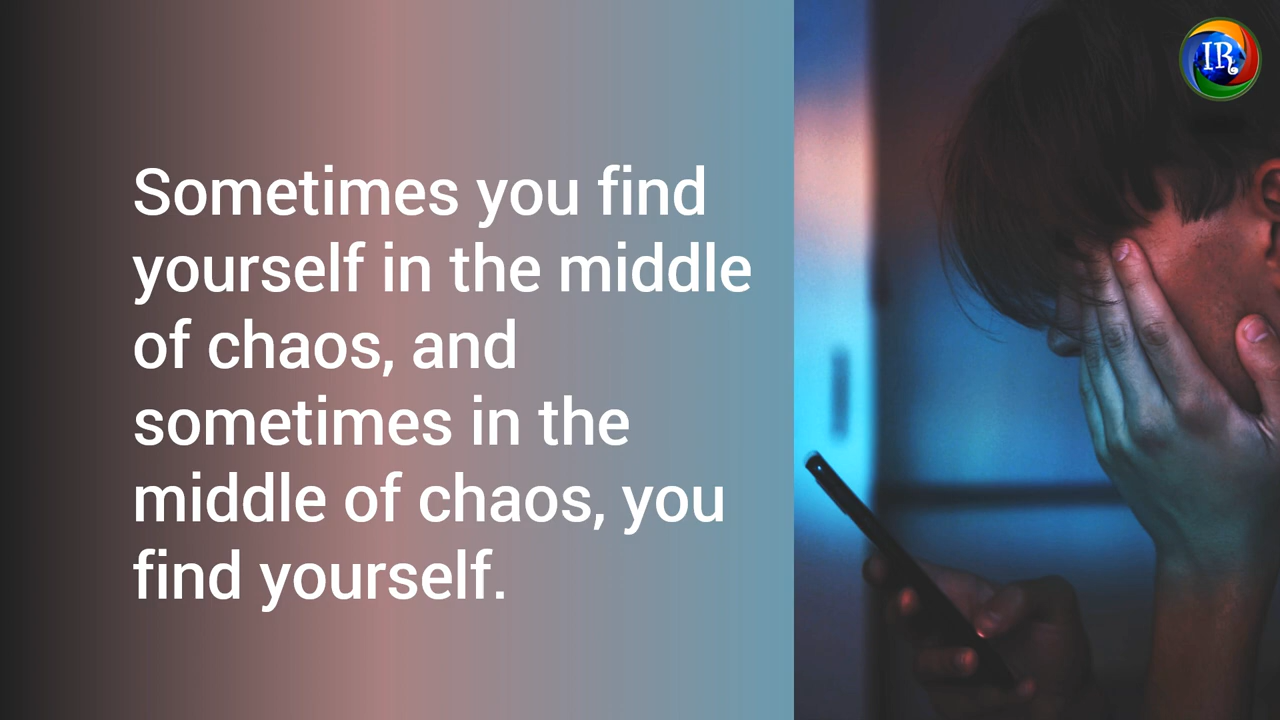 Sometimes you find
yourself in the middle
of chaos, and
sometimes in the
middle of chaos, you
find yourself.
IR